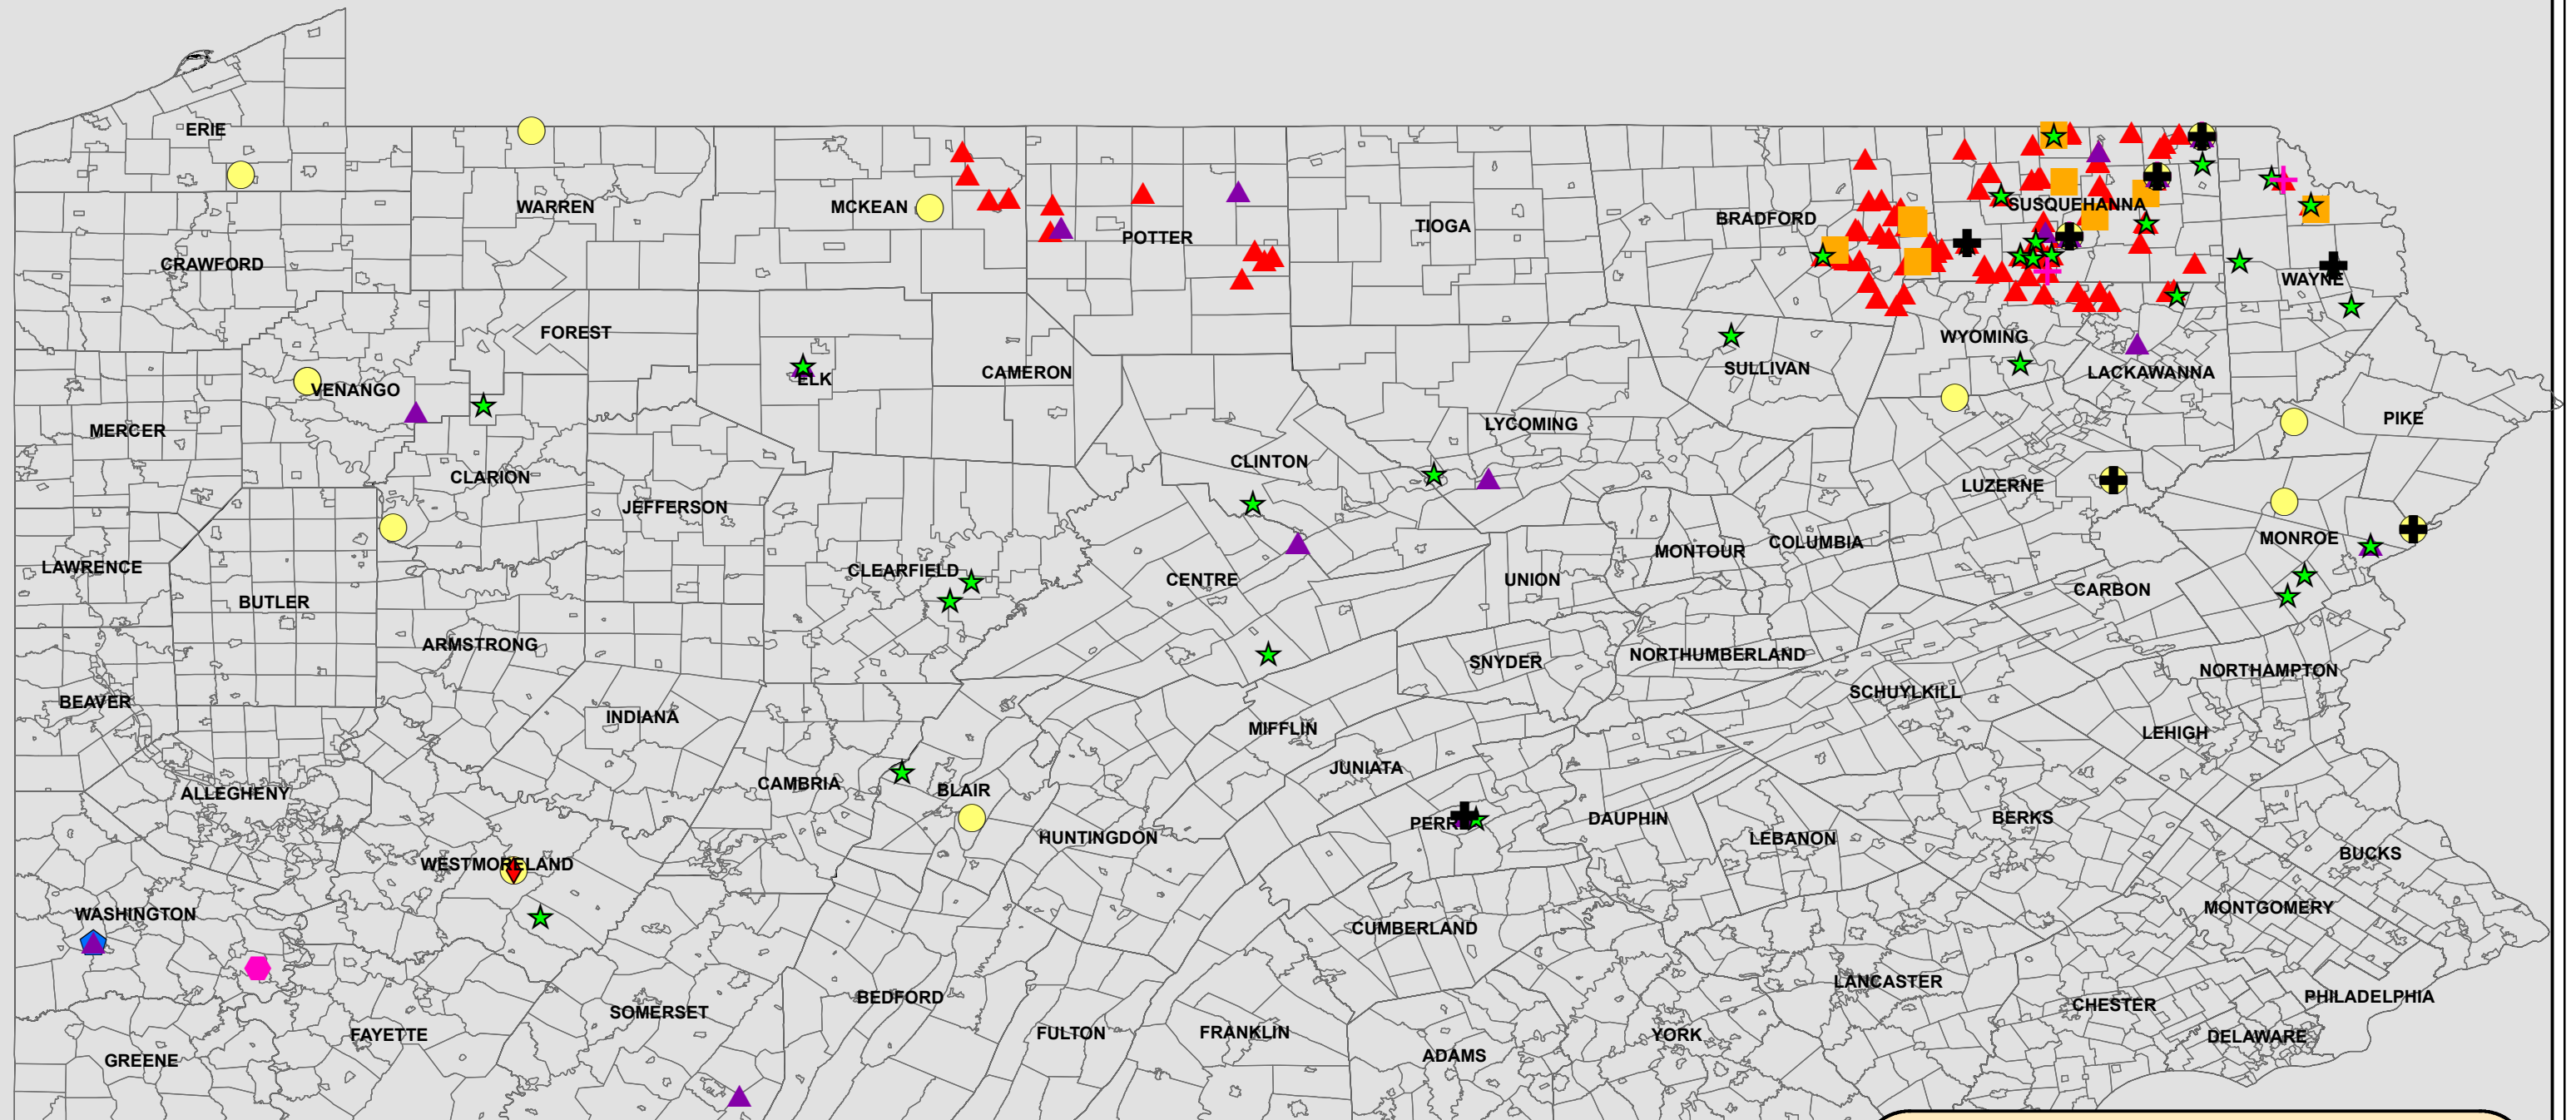 ERIE
WARREN
MCKEAN
POTTER
TIOGA
BRADFORD
SUSQUEHANNA
WAYNE
CRAWFORD
FOREST
ELK
CAMERON
SULLIVAN
WYOMING
LACKAWANNA
PIKE
VENANGO
MERCER
CLARION
LYCOMING
CLINTON
JEFFERSON
LUZERNE
MONROE
LAWRENCE
CLEARFIELD
CENTRE
UNION
MONTOUR
COLUMBIA
CARBON
BUTLER
ARMSTRONG
SNYDER
NORTHUMBERLAND
NORTHAMPTON
BEAVER
SCHUYLKILL
INDIANA
MIFFLIN
LEHIGH
JUNIATA
CAMBRIA
BLAIR
ALLEGHENY
HUNTINGDON
PERRY
DAUPHIN
LEBANON
BERKS
BUCKS
WESTMORELAND
WASHINGTON
CUMBERLAND
MONTGOMERY
LANCASTER
BEDFORD
SOMERSET
CHESTER
PHILADELPHIA
FAYETTE
FULTON
FRANKLIN
YORK
DELAWARE
GREENE
ADAMS